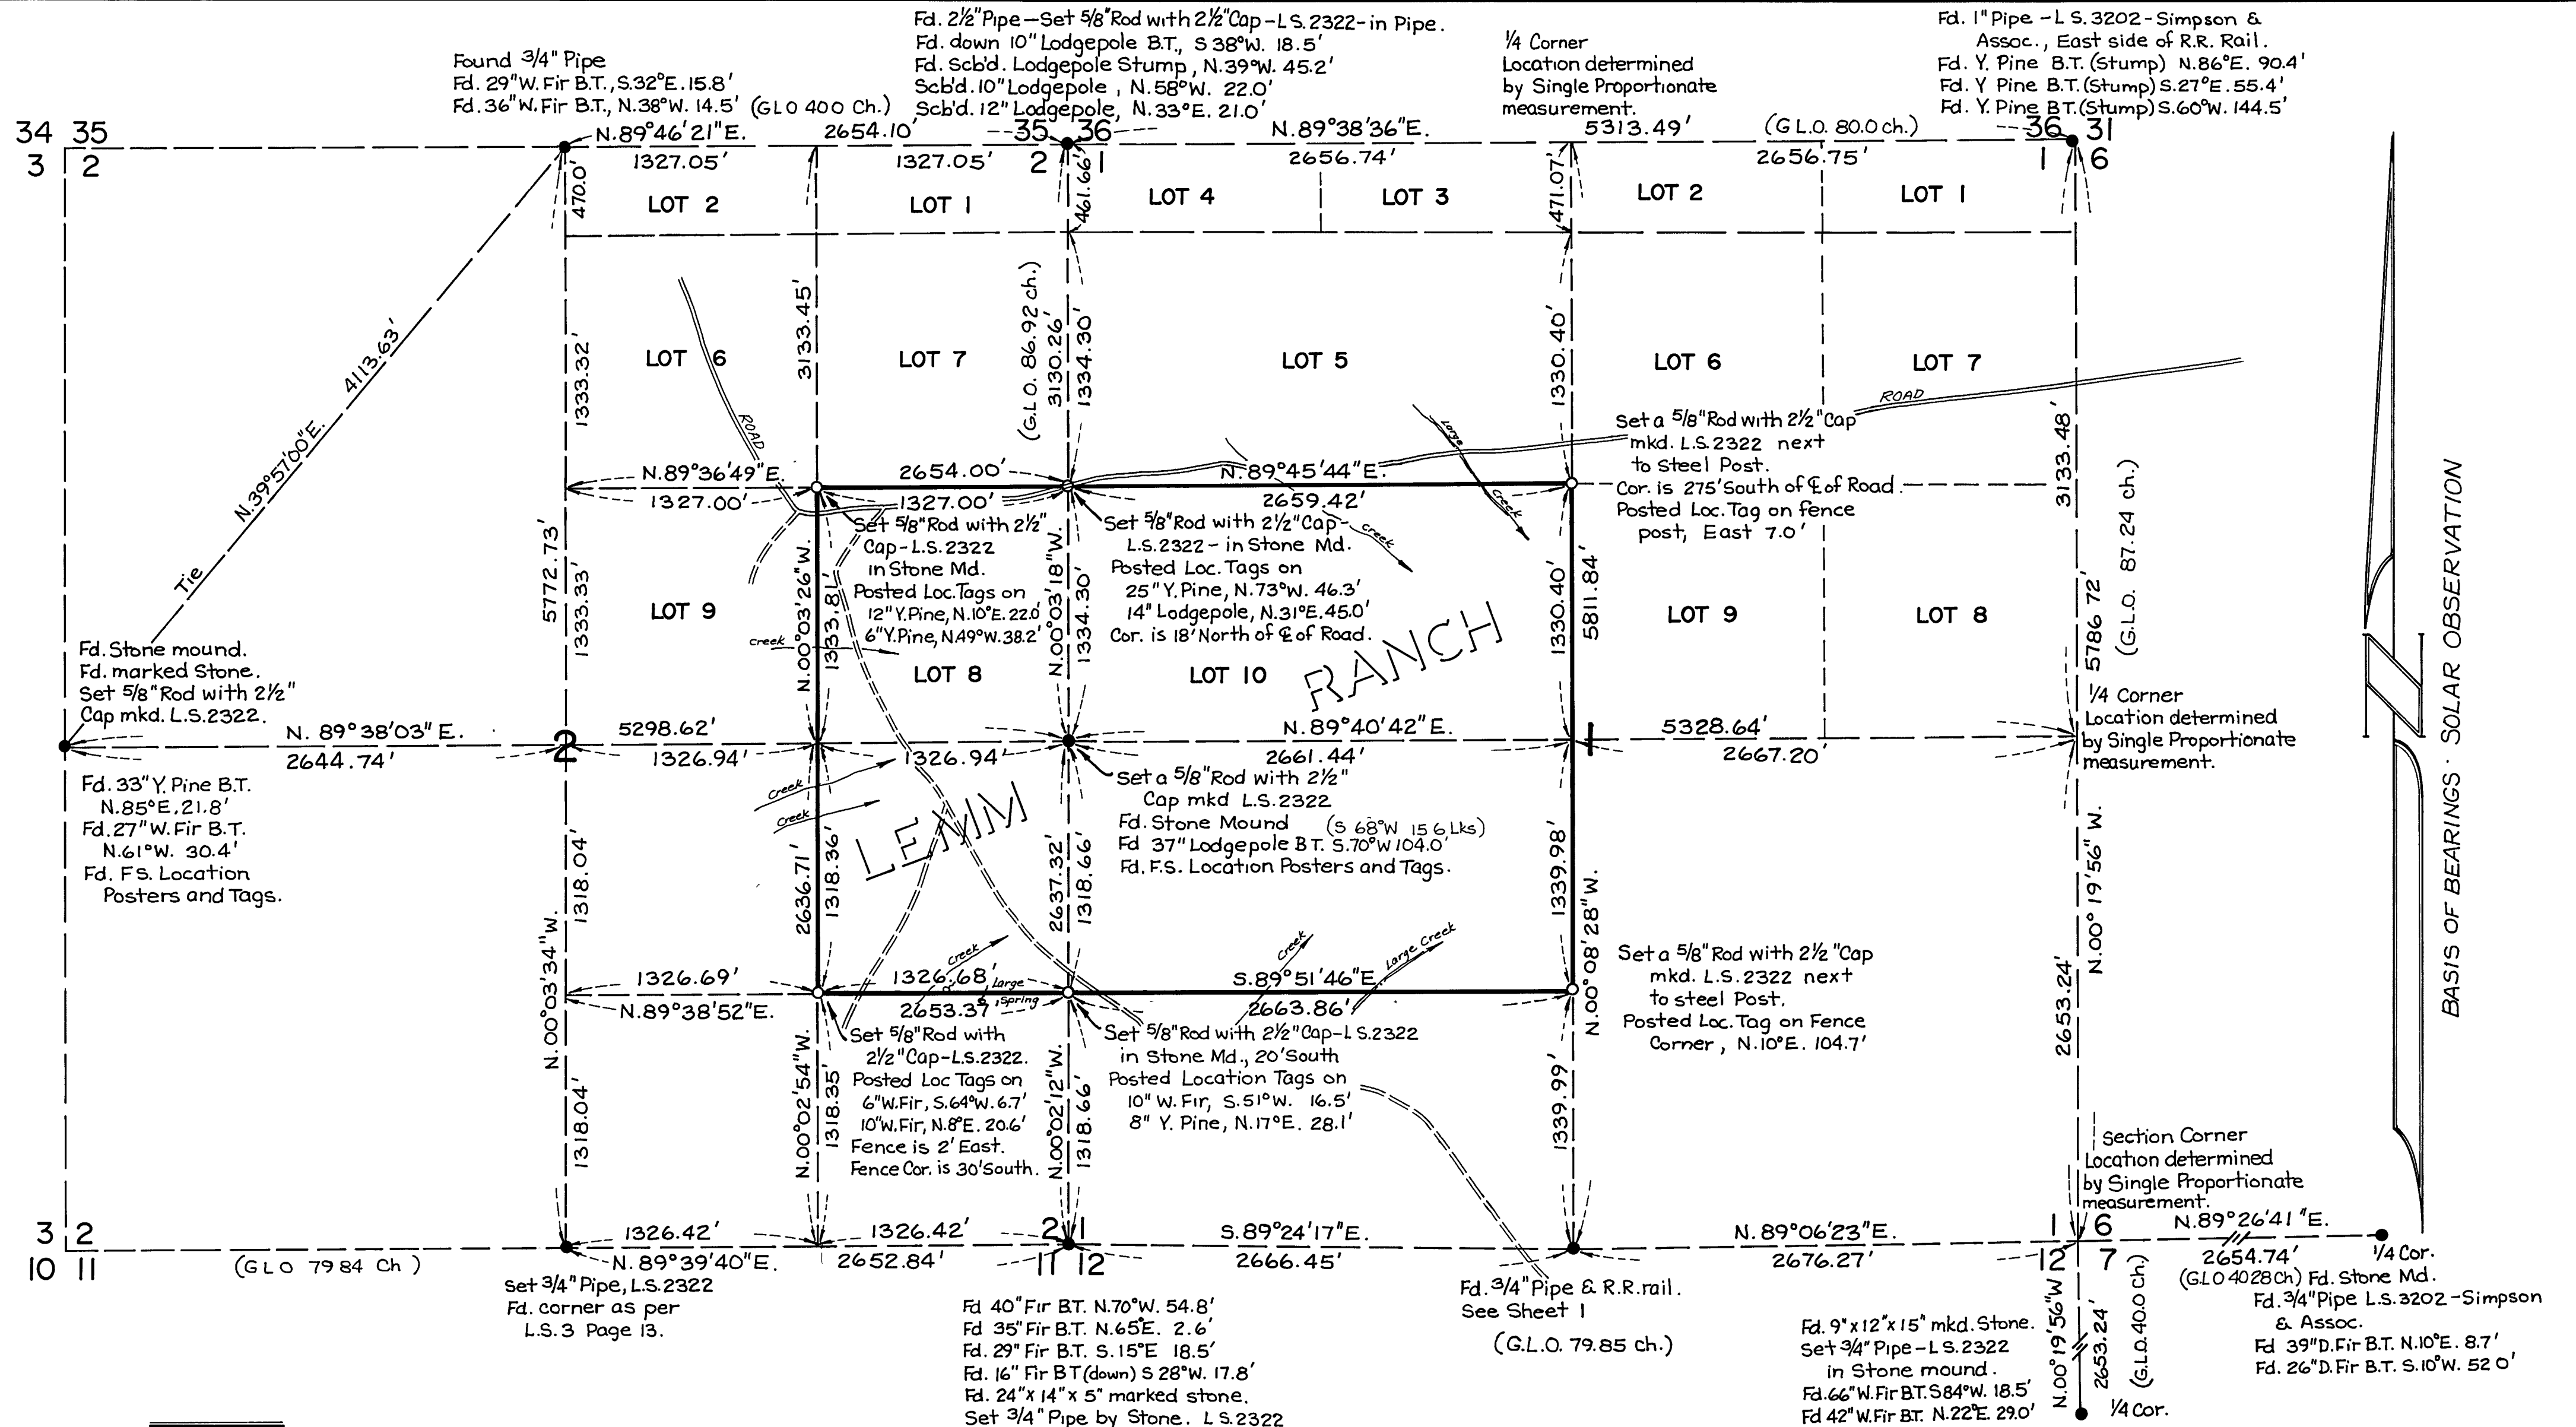 Fd. 2½"Pipe—Set 5/8"Rod with 2½"Cap-L.S.2322-in Pipe.
Fd. down 10"Lodgepole B.T., S 38°W. 18.5'
Fd. Scb'd. Lodgepole Stump, N.39°W. 45.2'
Scb'd. 10"Lodgepole, N.58°W. 22.0'
Scb'd. 12"Lodgepole, N.33°E. 21.0'
Found 3/4" Pipe
Fd. 29"W.Fir B.T., S.32°E. 15.8'
Fd. 36"W.Fir B.T., N.38°W. 14.5' (GLO 400 Ch.)
¼ Corner
Location determined
by Single Proportionate
measurement.
Fd. 1"Pipe -L S.3202-Simpson &
Assoc., East side of R.R. Rail.
Fd. Y. Pine B.T. (Stump) N.86°E. 90.4'
Fd. Y Pine B.T.(Stump) S.27°E. 55.4'
Fd. Y. Pine BT.(Stump) S.60°W. 144.5'
34 35
3 2
N.89°46'21"E. 2654.10'
1327.05' 1327.05'
35 36
2 1
N.89°38'36"E. 5313.49' (G L.O. 80.0 ch.)
2656.74' 2656.75'
36 31
1 6
470.0'
LOT 2
LOT 1
461.66'
LOT 4
LOT 3
471.07'
LOT 2
LOT 1
N.39°57'00"E. 4113.63'
Tie
1333.32'
LOT 6
3133.45'
LOT 7
(G.L.O. 86.92 ch.)
3130.26'
1334.30'
LOT 5
1330.40'
LOT 6
LOT 7
ROAD
ROAD
Large
Creek
Set a 5/8"Rod with 2½"Cap
mkd. L.S.2322 next
to Steel Post.
Cor. is 275'South of ℄ of Road.
Posted Loc.Tag on fence
post, East 7.0'
3133.48'
(G.L.O. 87.24 ch.)
5786 72'
N.89°36'49"E. 2654.00'
1327.00' 1327.00'
N.89°45'44"E.
2659.42'
5772.73'
1333.33'
LOT 9
N.00°03'26"W.
1333.81'
Set 5/8"Rod with 2½"
Cap-L.S.2322
in Stone Md.
Posted Loc.Tags on
12"Y.Pine, N.10°E. 22.0'
6"Y.Pine, N.49°W. 38.2'
creek
LOT 8
N.00°03'18"W.
1334.30'
Set 5/8"Rod with 2½"Cap-
L.S.2322- in Stone Md.
Posted Loc. Tags on
25"Y.Pine, N.73°W. 46.3'
14" Lodgepole, N.31°E. 45.0'
Cor. is 18'North of ℄ of Road.
creek
LOT 10
LEMM RANCH
1330.40'
5811.84'
LOT 9
LOT 8
Fd. Stone mound.
Fd. marked Stone.
Set 5/8"Rod with 2½"
Cap mkd. L.S.2322.
¼ Corner
Location determined
by Single Proportionate
measurement.
N. 89°38'03"E.
2644.74'
2
5298.62'
1326.94' 1326.94'
N.89°40'42"E.
2661.44'
1
5328.64'
2667.20'
Fd. 33"Y. Pine B.T.
N.85°E. 21.8'
Fd.27"W.Fir B.T.
N.61°W. 30.4'
Fd. FS. Location
Posters and Tags.
Creek
Creek
Set a 5/8"Rod with 2½"
Cap mkd L.S.2322
Fd. Stone Mound (S 68°W 15 6 Lks)
Fd 37"Lodgepole B.T. S.70°W 104.0'
Fd. F.S. Location Posters and Tags.
1318.04'
N.00°03'34"W.
2636.71'
1318.36'
2637.32'
1318.66'
1339.98'
N.00°08'28"W.
2653.24'
N.00°19'56"W.
BASIS OF BEARINGS · SOLAR OBSERVATION
N
1326.69'
N.89°38'52"E.
1326.68'
2653.37'
Creek
Large
Spring
S.89°51'46"E.
2663.86'
Creek
Large Creek
Set a 5/8"Rod with 2½"Cap
mkd. L.S.2322 next
to steel Post.
Posted Loc.Tag on Fence
Corner, N.10°E. 104.7'
1318.04'
N.00°02'54"W.
1318.35'
Set 5/8"Rod with
2½"Cap-L.S.2322.
Posted Loc Tags on
6"W.Fir, S.64°W. 6.7'
10"W.Fir, N.8°E. 20.6'
Fence is 2' East.
Fence Cor. is 30'South.
N.00°02'12"W.
1318.66'
Set 5/8"Rod with 2½"Cap-L.S.2322
in Stone Md., 20'South
Posted Location Tags on
10" W. Fir, S.51°W. 16.5'
8" Y. Pine, N.17°E. 28.1'
1339.99'
Section Corner
Location determined
by Single Proportionate
measurement.
3 2
10 11
(GLO 7984 Ch)
1326.42' 1326.42'
N.89°39'40"E. 2652.84'
2 1
11 12
S.89°24'17"E.
2666.45'
N.89°06'23"E.
2676.27'
1 6
12 7
N.89°26'41"E.
2654.74'
¼ Cor.
Set 3/4"Pipe, L.S.2322
Fd. corner as per
L.S.3 Page 13.
Fd 40"Fir B.T. N.70°W. 54.8'
Fd 35"Fir B.T. N.65°E. 2.6'
Fd. 29" Fir B.T. S.15°E 18.5'
Fd. 16" Fir BT(down) S 28°W. 17.8'
Fd. 24"x 14"x 5" marked stone.
Set 3/4" Pipe by Stone. L S.2322
Fd. 3/4"Pipe & R.R.rail.
See Sheet 1
(G.L.O. 79.85 ch.)
Fd. 9"x12"x15" mkd. Stone.
Set 3/4"Pipe-LS.2322
in Stone mound.
Fd.66"W.FirB.T. S84°W. 18.5'
Fd 42"W.Fir B.T. N.22°E. 29.0'
N.00°19'56"W
2653.24'
(G.L.O.40.0 ch.)
¼ Cor.
(G.L.O 4028 Ch) Fd. Stone Md.
Fd. 3/4"Pipe L.S.3202-Simpson
& Assoc.
Fd 39"D.Fir B.T. N.10°E. 8.7'
Fd. 26"D.Fir B.T. S.10°W. 52 0'